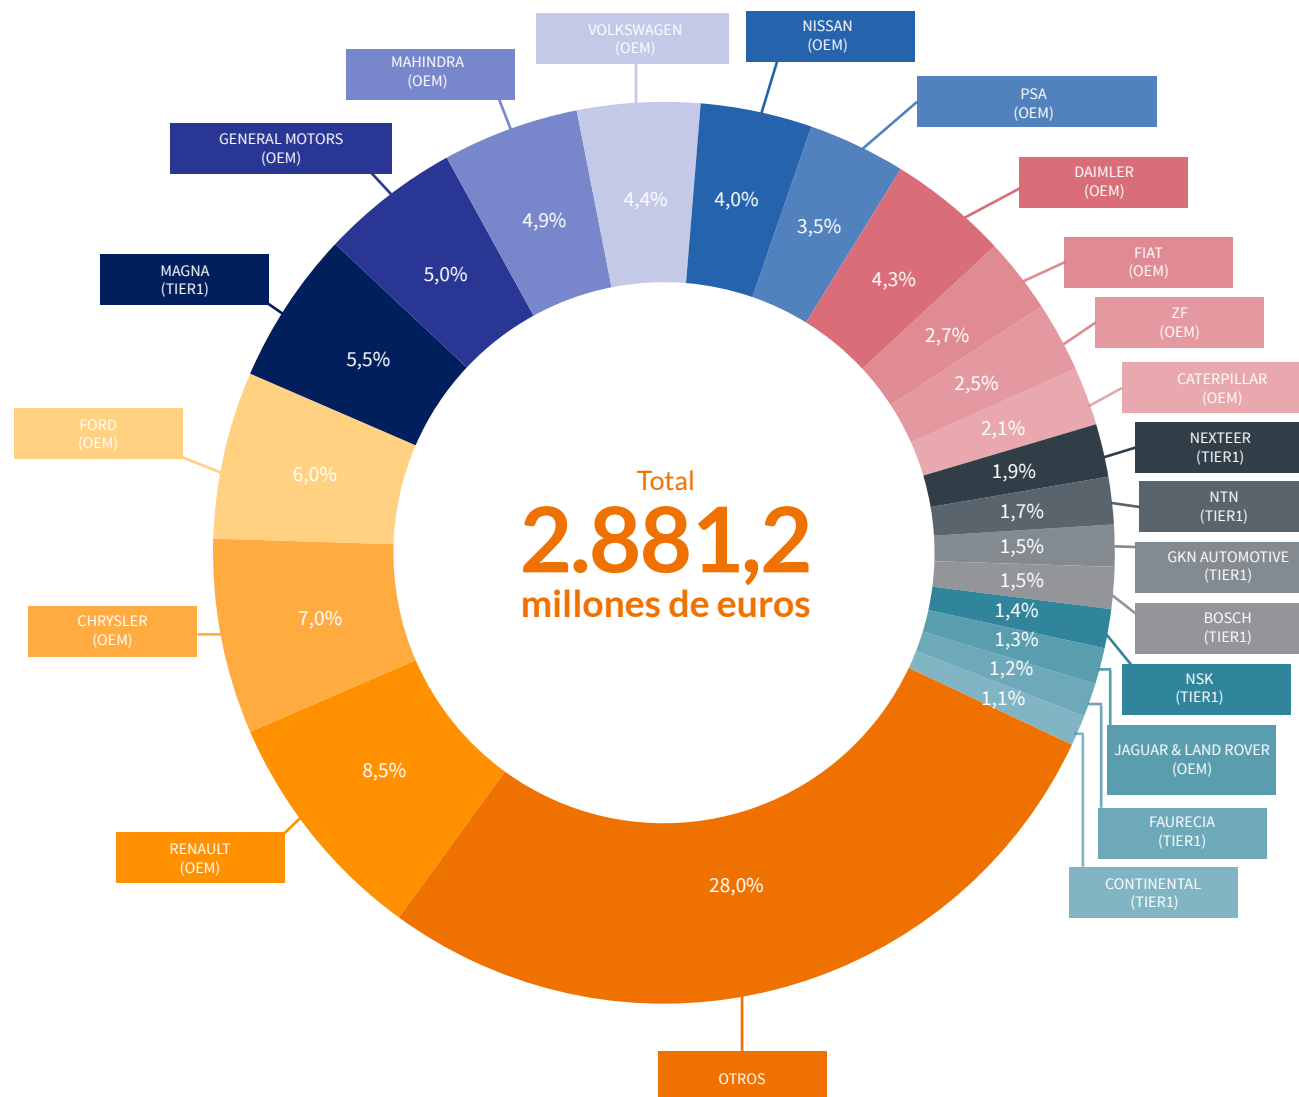 VOLKSWAGEN
(OEM)
NISSAN
(OEM)
MAHINDRA
(OEM)
PSA
(OEM)
GENERAL MOTORS
(OEM)
DAIMLER
(OEM)
MAGNA
(TIER1)
FIAT
(OEM)
ZF
(OEM)
CATERPILLAR
(OEM)
FORD
(OEM)
NEXTEER
(TIER1)
NTN
(TIER1)
GKN AUTOMOTIVE
(TIER1)
CHRYSLER
(OEM)
BOSCH
(TIER1)
NSK
(TIER1)
JAGUAR & LAND ROVER
(OEM)
FAURECIA
(TIER1)
RENAULT
(OEM)
CONTINENTAL
(TIER1)
OTROS
4,4%
4,0%
3,5%
4,3%
2,7%
2,5%
2,1%
1,9%
1,7%
1,5%
1,5%
1,4%
1,3%
1,2%
1,1%
28,0%
8,5%
7,0%
6,0%
5,5%
5,0%
4,9%
Total
2.881,2
millones de euros